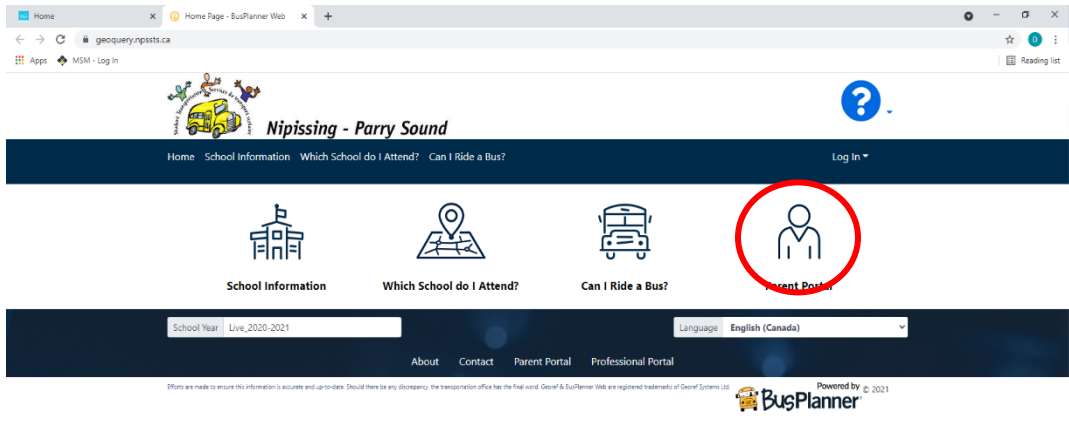 Home
Home Page - BusPlanner Web
geoquery.npssts.ca
D
Apps MSM - Log In
Reading list
Nipissing - Parry Sound
?
Home School Information Which School do I Attend? Can I Ride a Bus? Log In
School Information Which School do I Attend? Can I Ride a Bus? Parent Portal
School Year Live_2020-2021 Language English (Canada)
About Contact Parent Portal Professional Portal
Efforts are made to ensure this information is accurate and up-to-date. Should there be any discrepancy, the transportation office has the final word. Georef & BusPlanner Web are registered trademarks of Georef Systems Ltd.
Powered by © 2021
BusPlanner